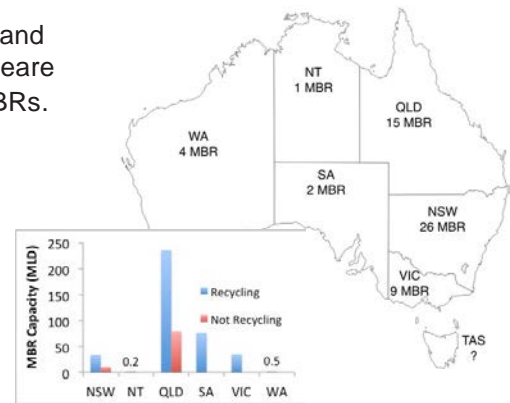 and
eare
BRs.
NT
1 MBR
QLD
15 MBR
WA
4 MBR
SA
2 MBR
NSW
26 MBR
VIC
9 MBR
TAS
?
MBR Capacity (MLD)
250
200
150
100
50
0
Recycling
Not Recycling
0.2
0.5
NSW NT QLD SA VIC WA